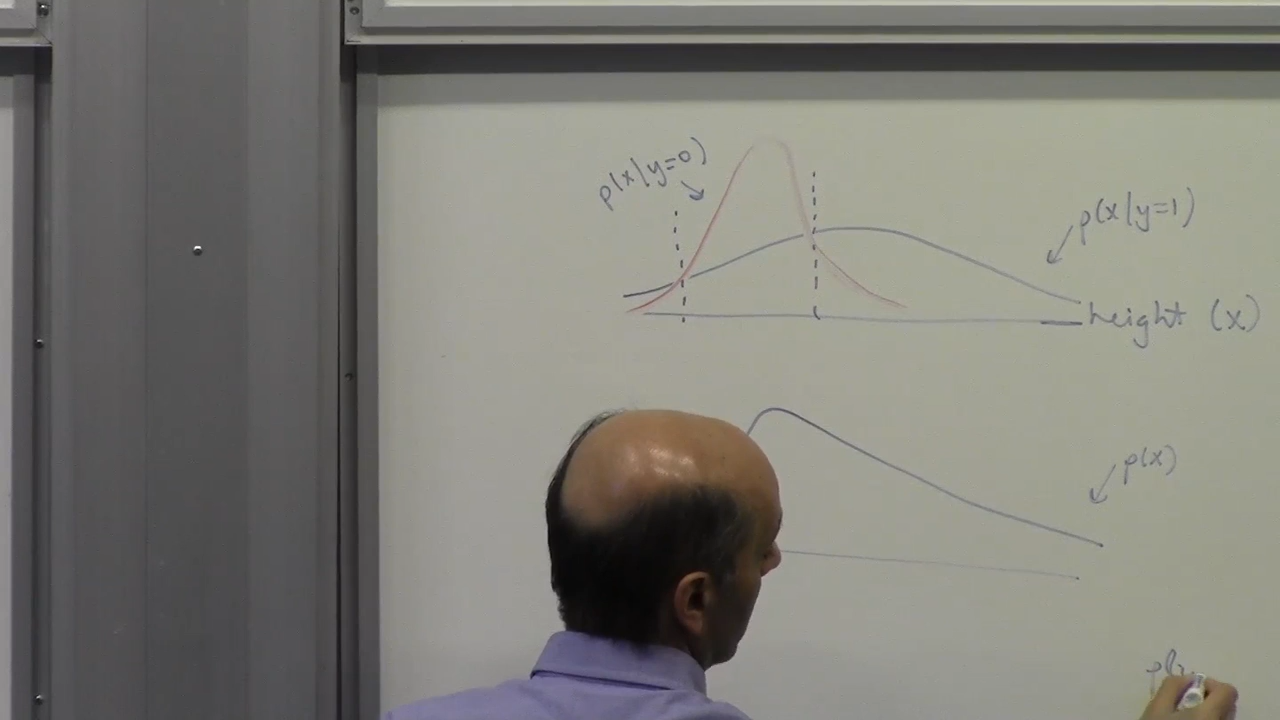 p(x|y=0)
p(x|y=1)
height (x)
p(x)